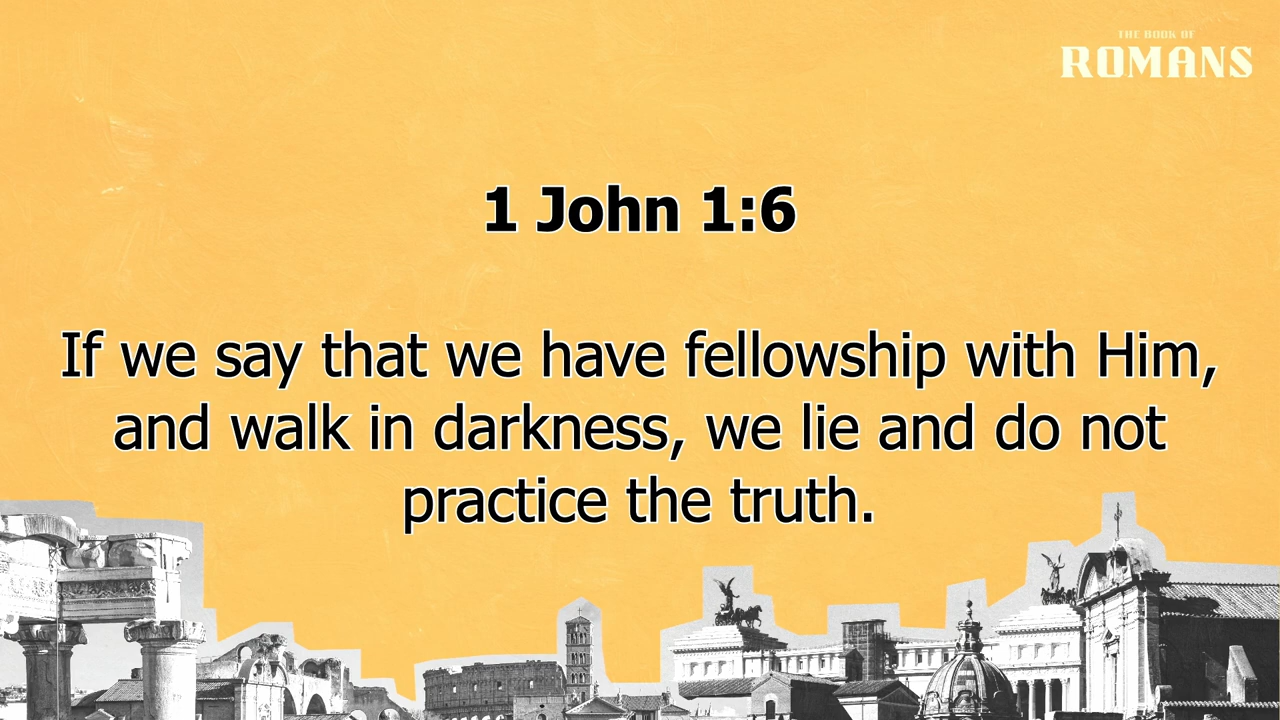 THE BOOK OF
ROMANS
1 John 1:6
If we say that we have fellowship with Him,
and walk in darkness, we lie and do not
practice the truth.